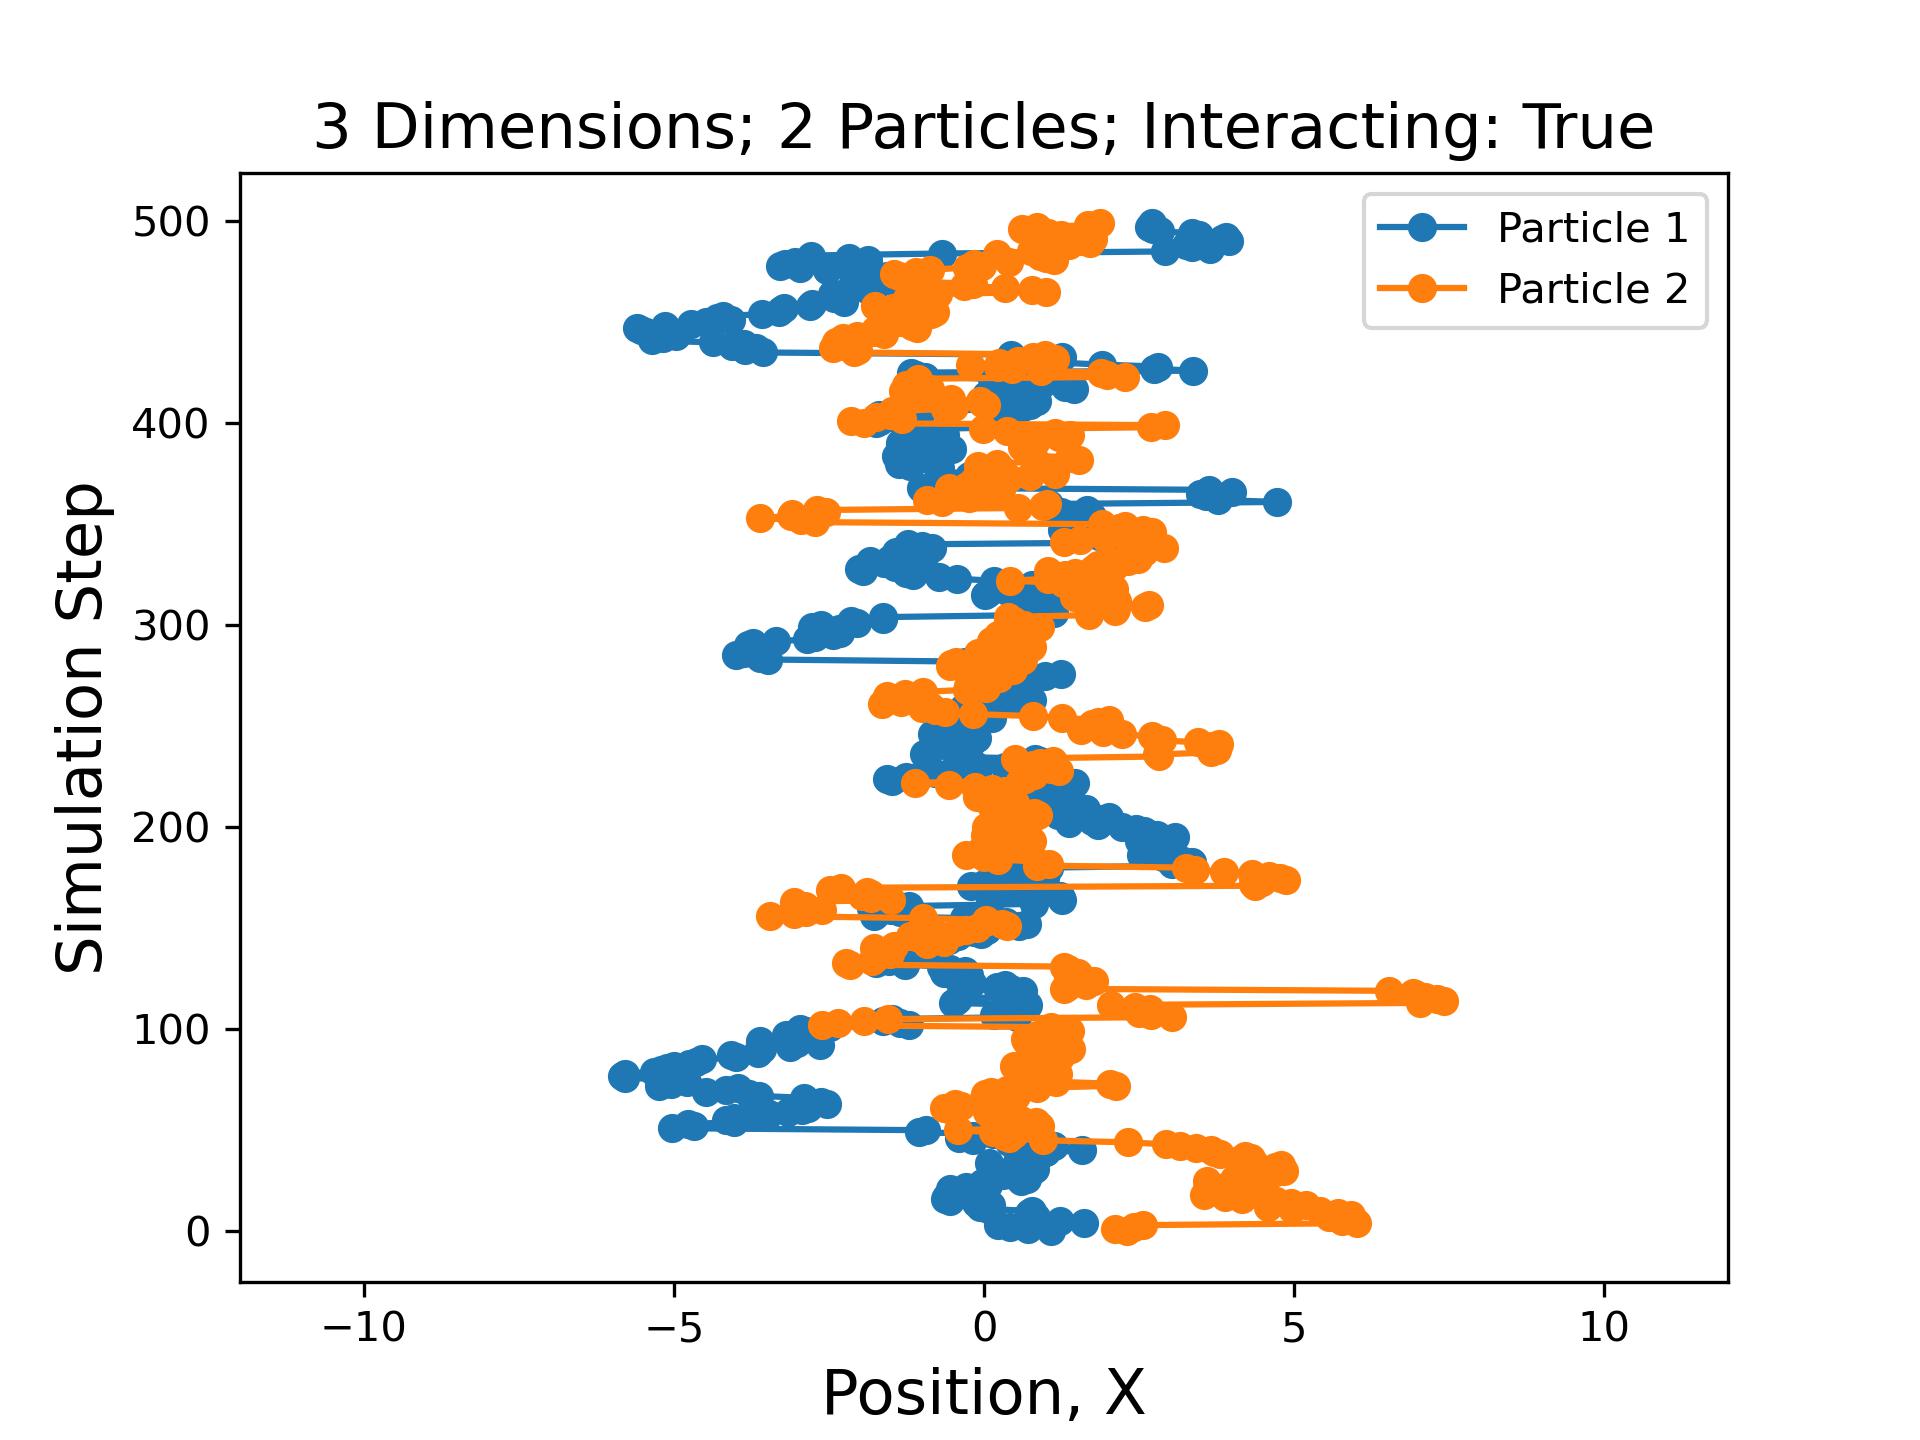 3 Dimensions; 2 Particles; Interacting: True
Particle 1
Particle 2
Simulation Step
500
400
300
200
100
0
−10
−5
0
5
10
Position, X